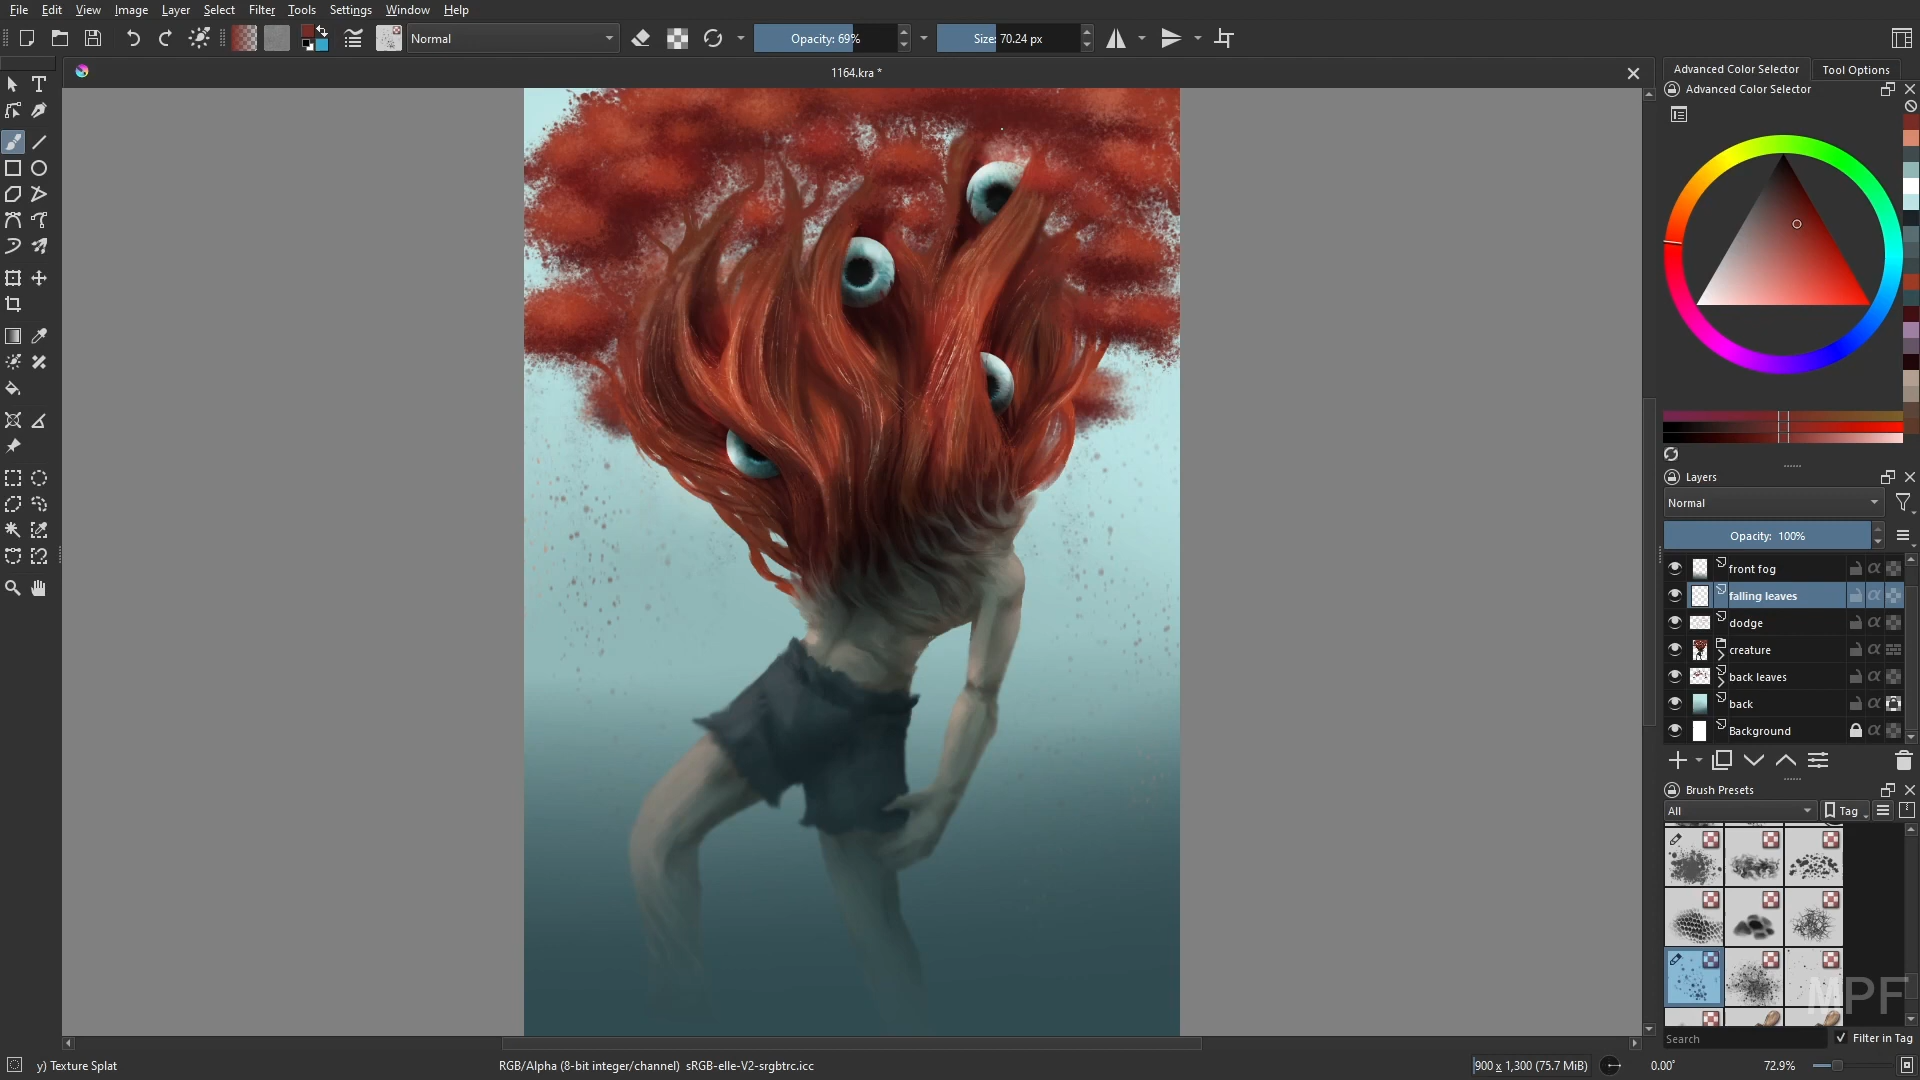 File Edit View Image Layer Select Filter Tools Settings Window Help
Normal
Opacity: 69%
Size: 70.24 px
1164.kra *
Advanced Color Selector
Tool Options
Advanced Color Selector
Layers
Normal
Opacity: 100%
front fog
falling leaves
dodge
creature
back leaves
back
Background
Brush Presets
All
Tag
MPF
Search
Filter in Tag
y) Texture Splat
RGB/Alpha (8-bit integer/channel) sRGB-elle-V2-srgbtrc.icc
900 x 1,300 (75.7 MiB)
0.00°
72.9%